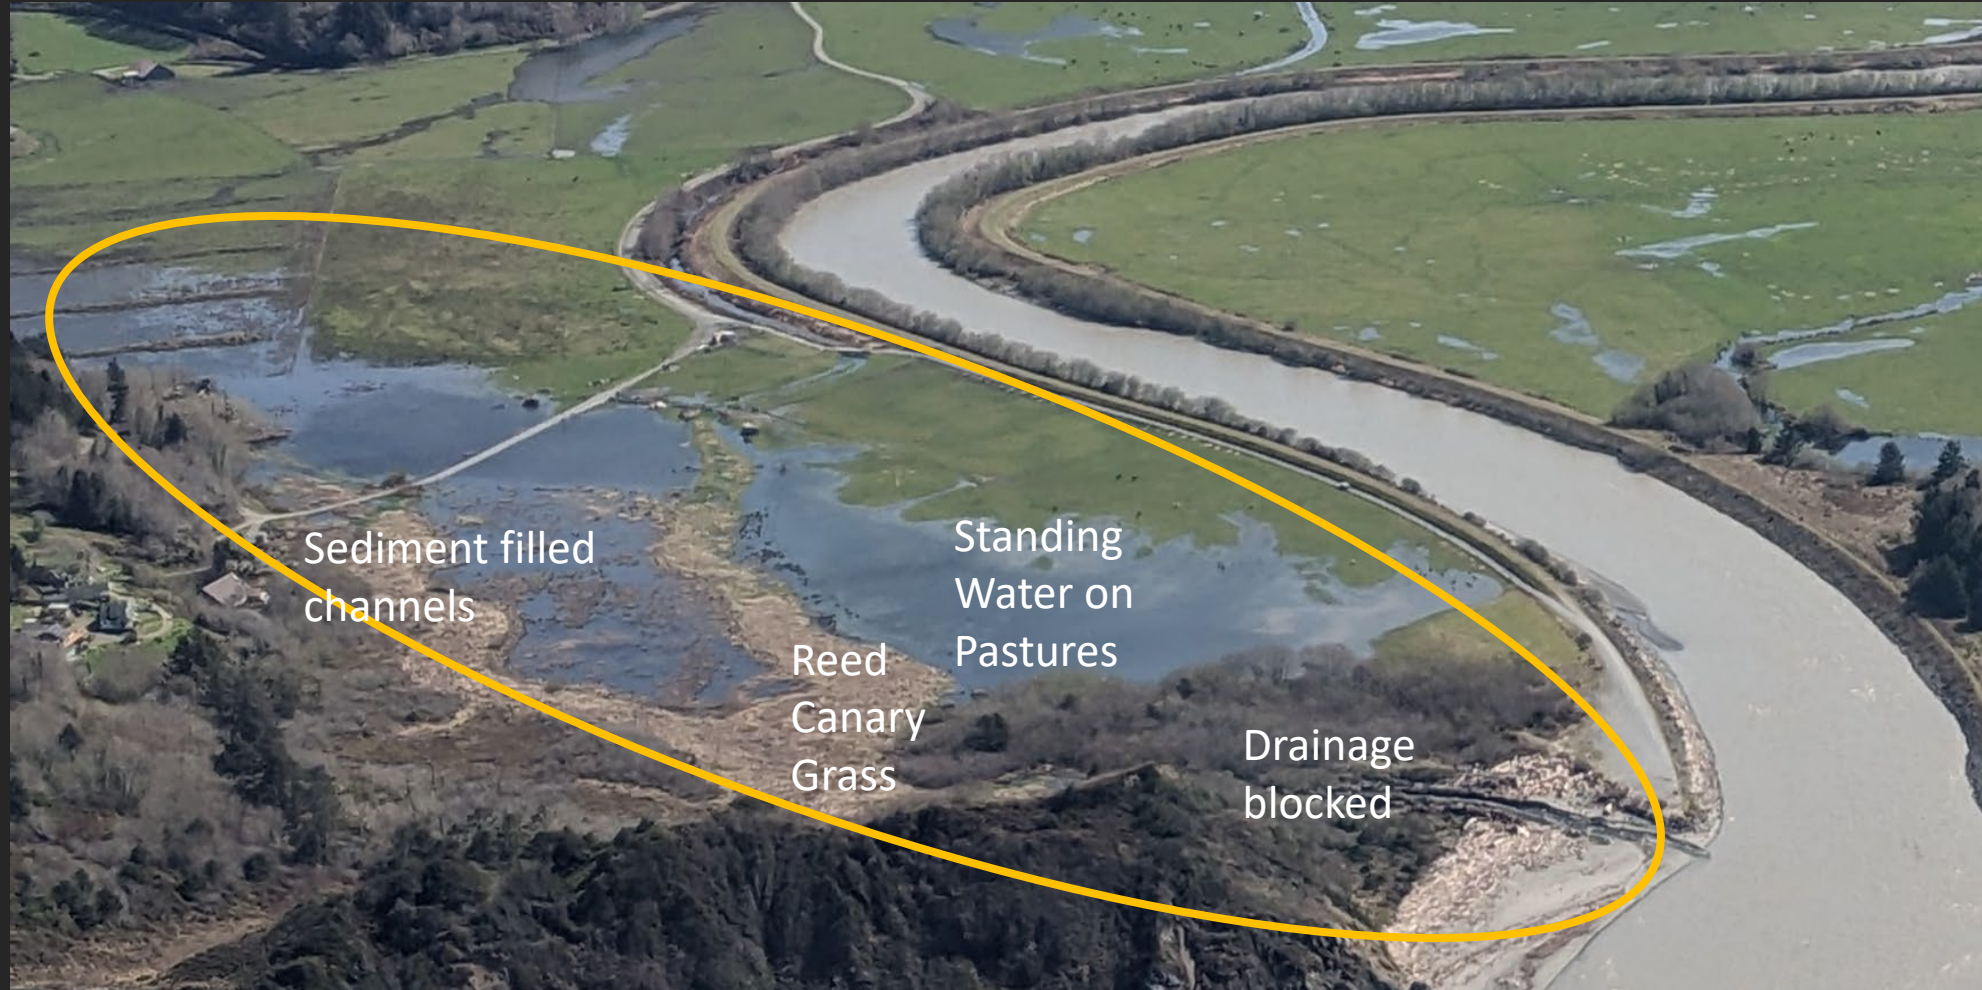 Sediment filled
channels
Standing
Water on
Pastures
Reed
Canary
Grass
Drainage
blocked